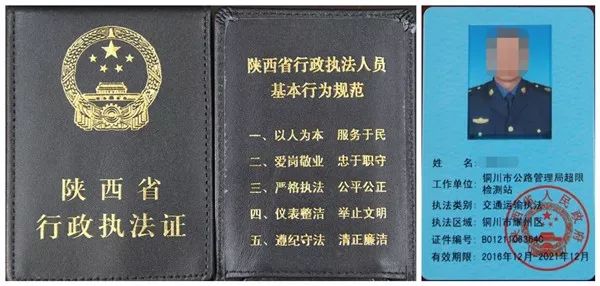 陕西省
行政执法证
陕西省行政执法人员
基本行为规范
一、以人为本 服务于民
二、爱岗敬业 忠于职守
三、严格执法 公平公正
四、仪表整洁 举止文明
五、遵纪守法 清正廉洁
姓名:
工作单位:铜川市公路管理局超限
检测站
执法类别:交通运输执法
执法区域:铜川市耀州区
证件编号:
有效期限:2016年12月-2021年12月